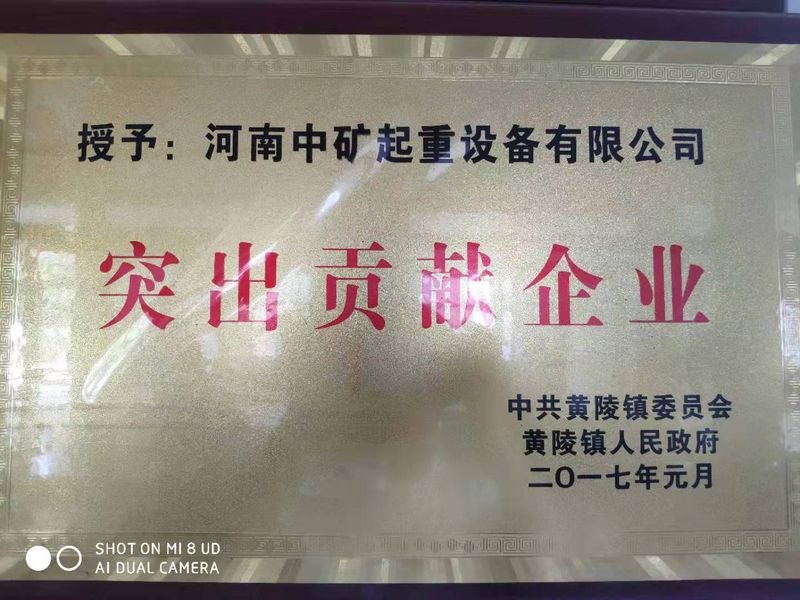 授予：河南中矿起重设备有限公司
突出贡献企业
中共黄陵镇委员会
黄陵镇人民政府
二〇一七年元月
SHOT ON MI 8 UD
AI DUAL CAMERA